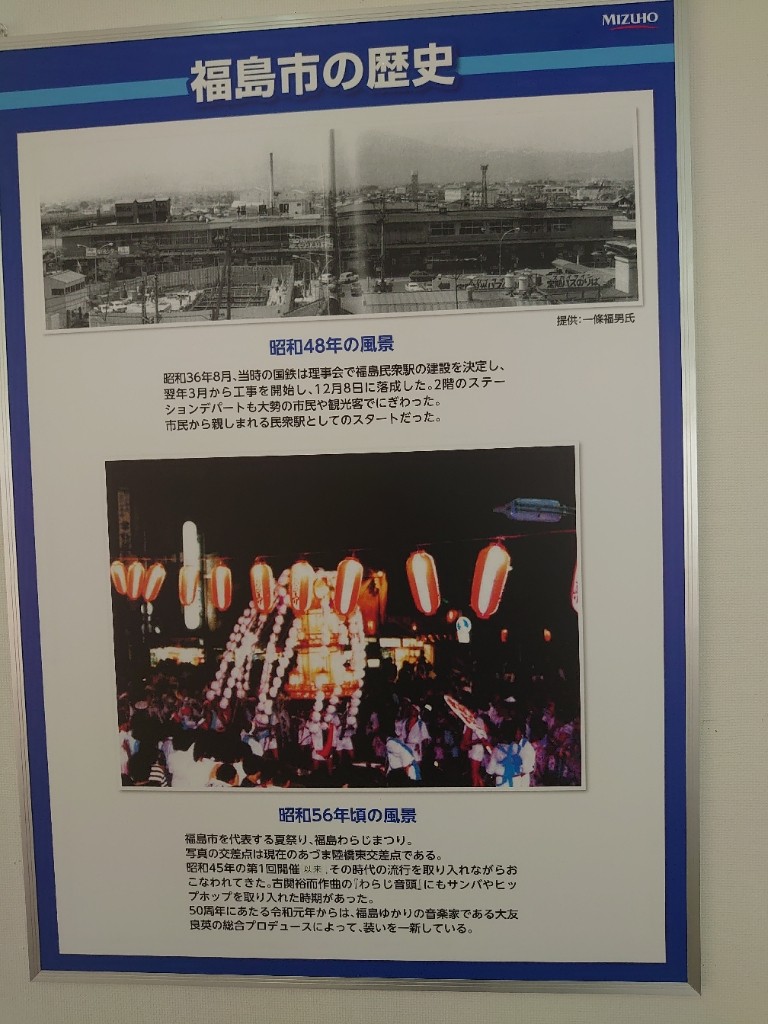 MIZUHO
福島市の歴史
福島駅
宝飾バスのりば
提供：一條福男氏
昭和48年の風景
昭和36年8月、当時の国鉄は理事会で福島民衆駅の建設を決定し、
翌年3月から工事を開始し、12月8日に落成した。2階のステー
ションデパートも大勢の市民や観光客でにぎわった。
市民から親しまれる民衆駅としてのスタートだった。
昭和56年頃の風景
福島市を代表する夏祭り、福島わらじまつり。
写真の交差点は現在のあづま陸橋東交差点である。
昭和45年の第1回開催以来、その時代の流行を取り入れながらお
こなわれてきた。古関裕而作曲の『わらじ音頭』にもサンバやヒッ
プホップを取り入れた時期があった。
50周年にあたる令和元年からは、福島ゆかりの音楽家である大友
良英の総合プロデュースによって、装いを一新している。